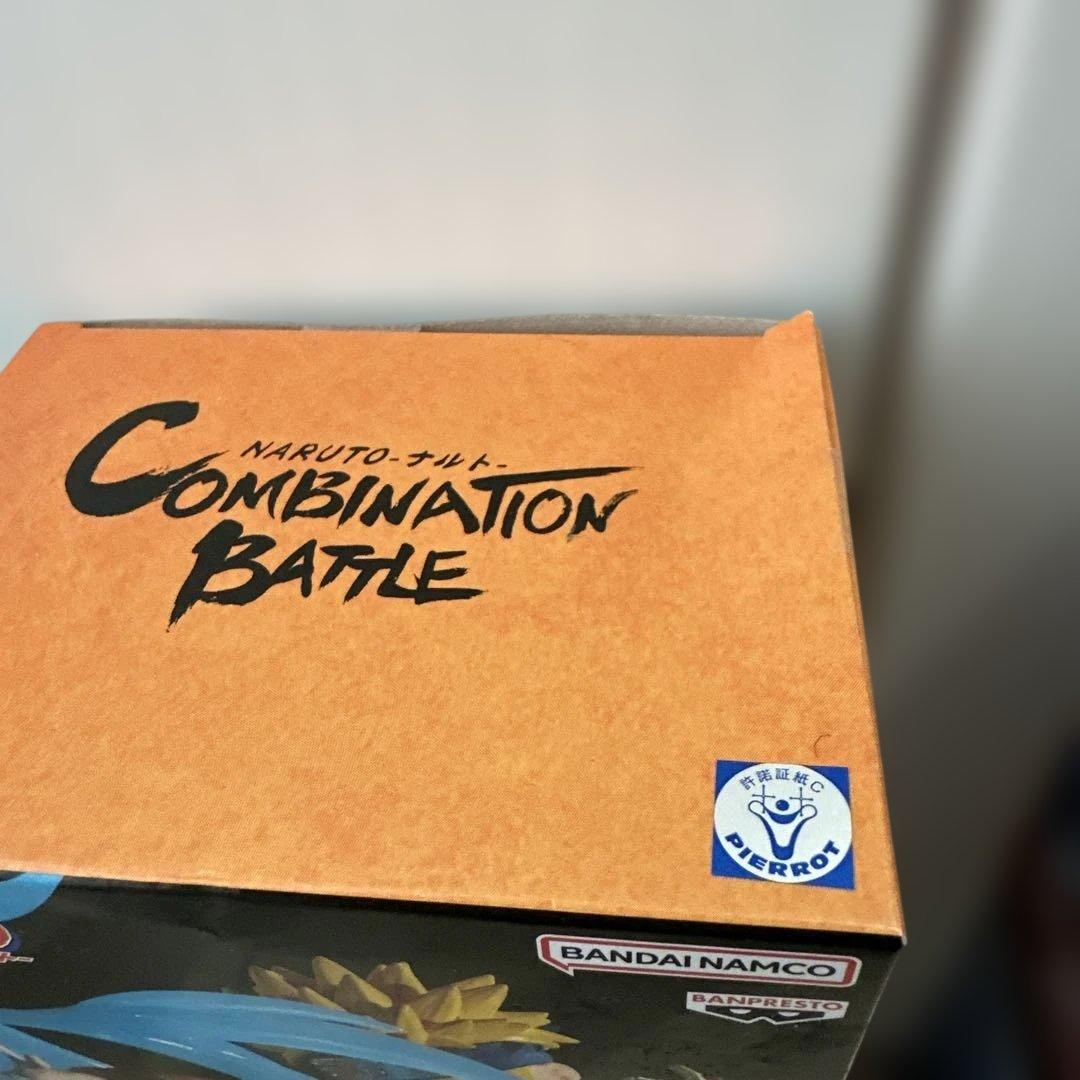 NARUTO-ナルト-
COMBINATION
BATTLE
許諾証紙C
PIERROT
BANDAI NAMCO
BANPRESTO